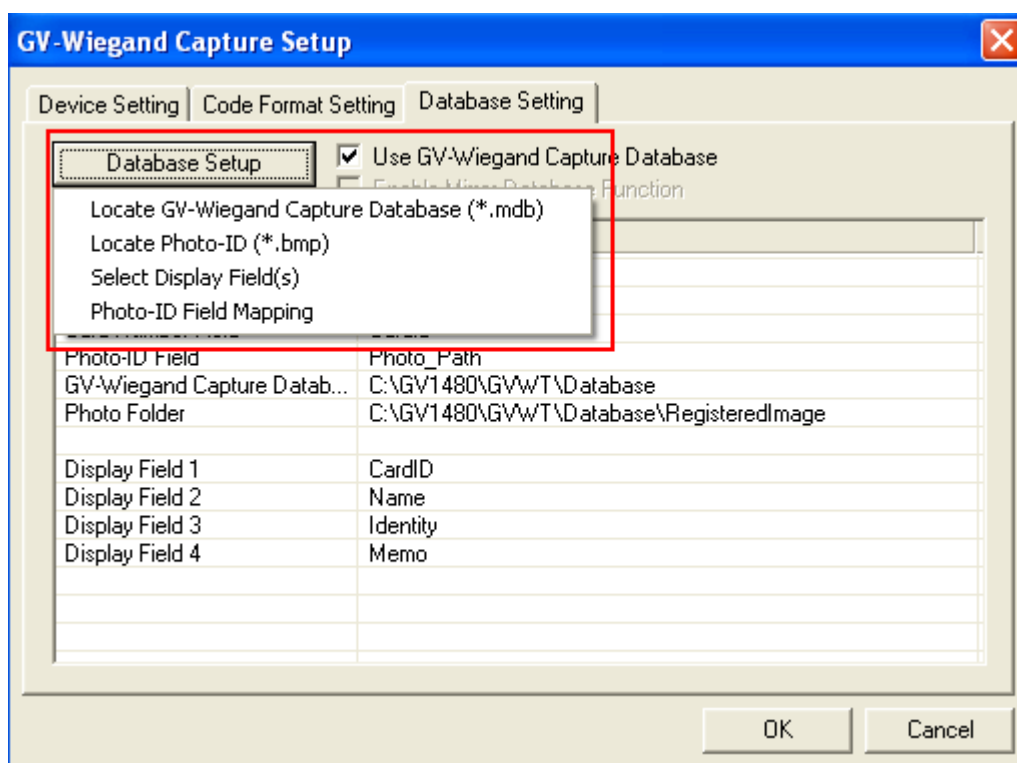 GV-Wiegand Capture Setup
Device Setting Code Format Setting Database Setting
Database Setup Use GV-Wiegand Capture Database
Function
Locate GV-Wiegand Capture Database (*.mdb)
Locate Photo-ID (*.bmp)
Select Display Field(s)
Photo-ID Field Mapping
Photo-ID Field Photo_Path
GV-Wiegand Capture Datab... C:\GV1480\GVWT\Database
Photo Folder C:\GV1480\GVWT\Database\RegisteredImage
Display Field 1 CardID
Display Field 2 Name
Display Field 3 Identity
Display Field 4 Memo
OK Cancel